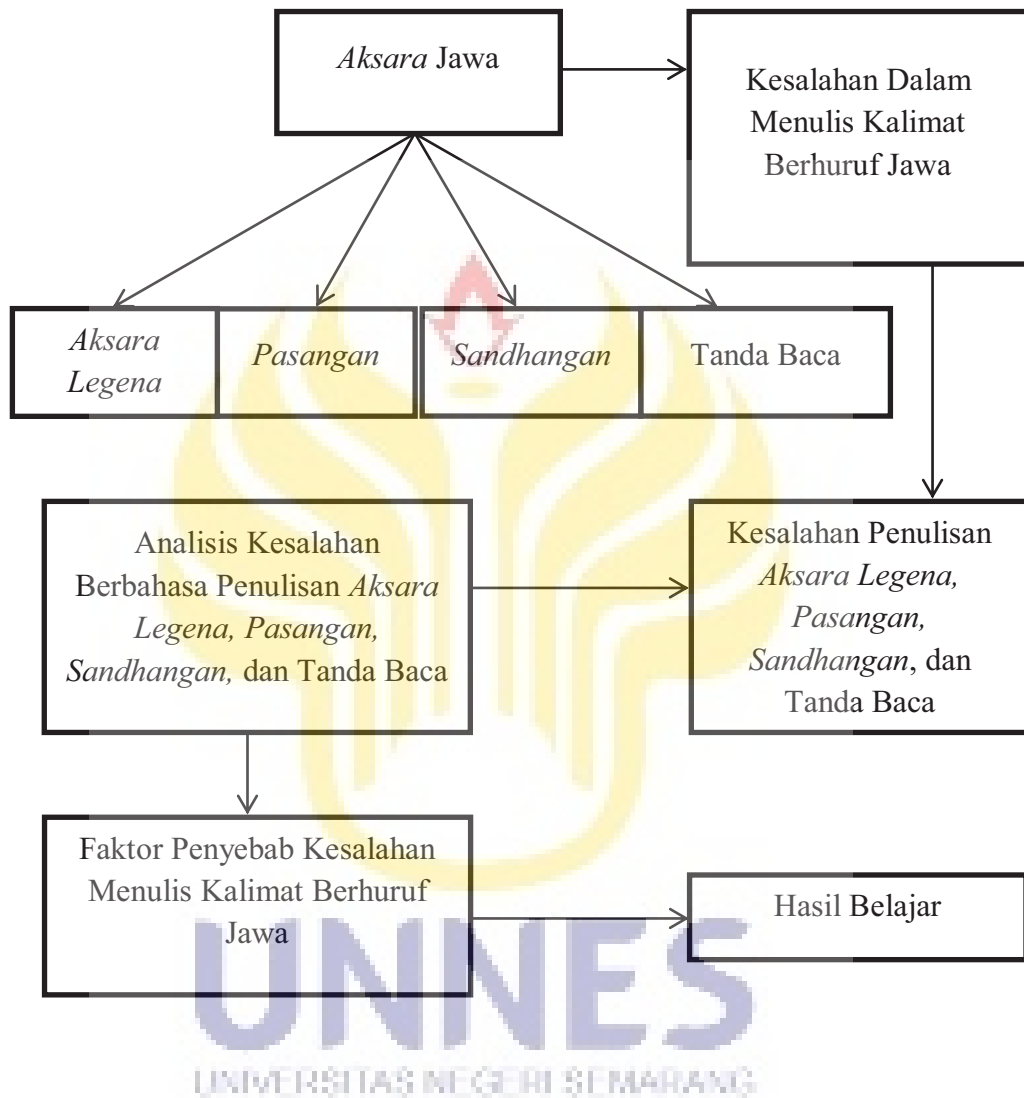 Aksara Jawa
Kesalahan Dalam
Menulis Kalimat
Berhuruf Jawa
Aksara
Legena
Pasangan
Sandhangan
Tanda Baca
Analisis Kesalahan
Berbahasa Penulisan Aksara
Legena, Pasangan,
Sandhangan, dan Tanda Baca
Kesalahan Penulisan
Aksara Legena,
Pasangan,
Sandhangan, dan
Tanda Baca
Faktor Penyebab Kesalahan
Menulis Kalimat Berhuruf
Jawa
Hasil Belajar
UNNES
UNIVERSITAS NEGERI SEMARANG